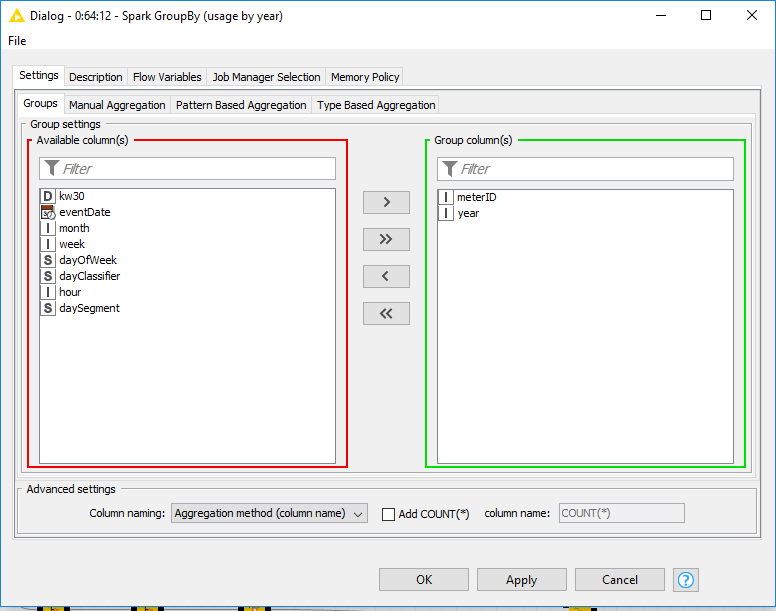 Dialog - 0:64:12 - Spark GroupBy (usage by year)
File
Settings Description Flow Variables Job Manager Selection Memory Policy
Groups Manual Aggregation Pattern Based Aggregation Type Based Aggregation
Group settings
Available column(s) Group column(s)
Filter Filter
D kw30 I meterID
eventDate I year
I month
I week
S dayOfWeek
S dayClassifier
I hour
S daySegment
> 
>>
<
<<
Advanced settings
Column naming: Aggregation method (column name) Add COUNT(*) column name: COUNT(*)
OK Apply Cancel ?